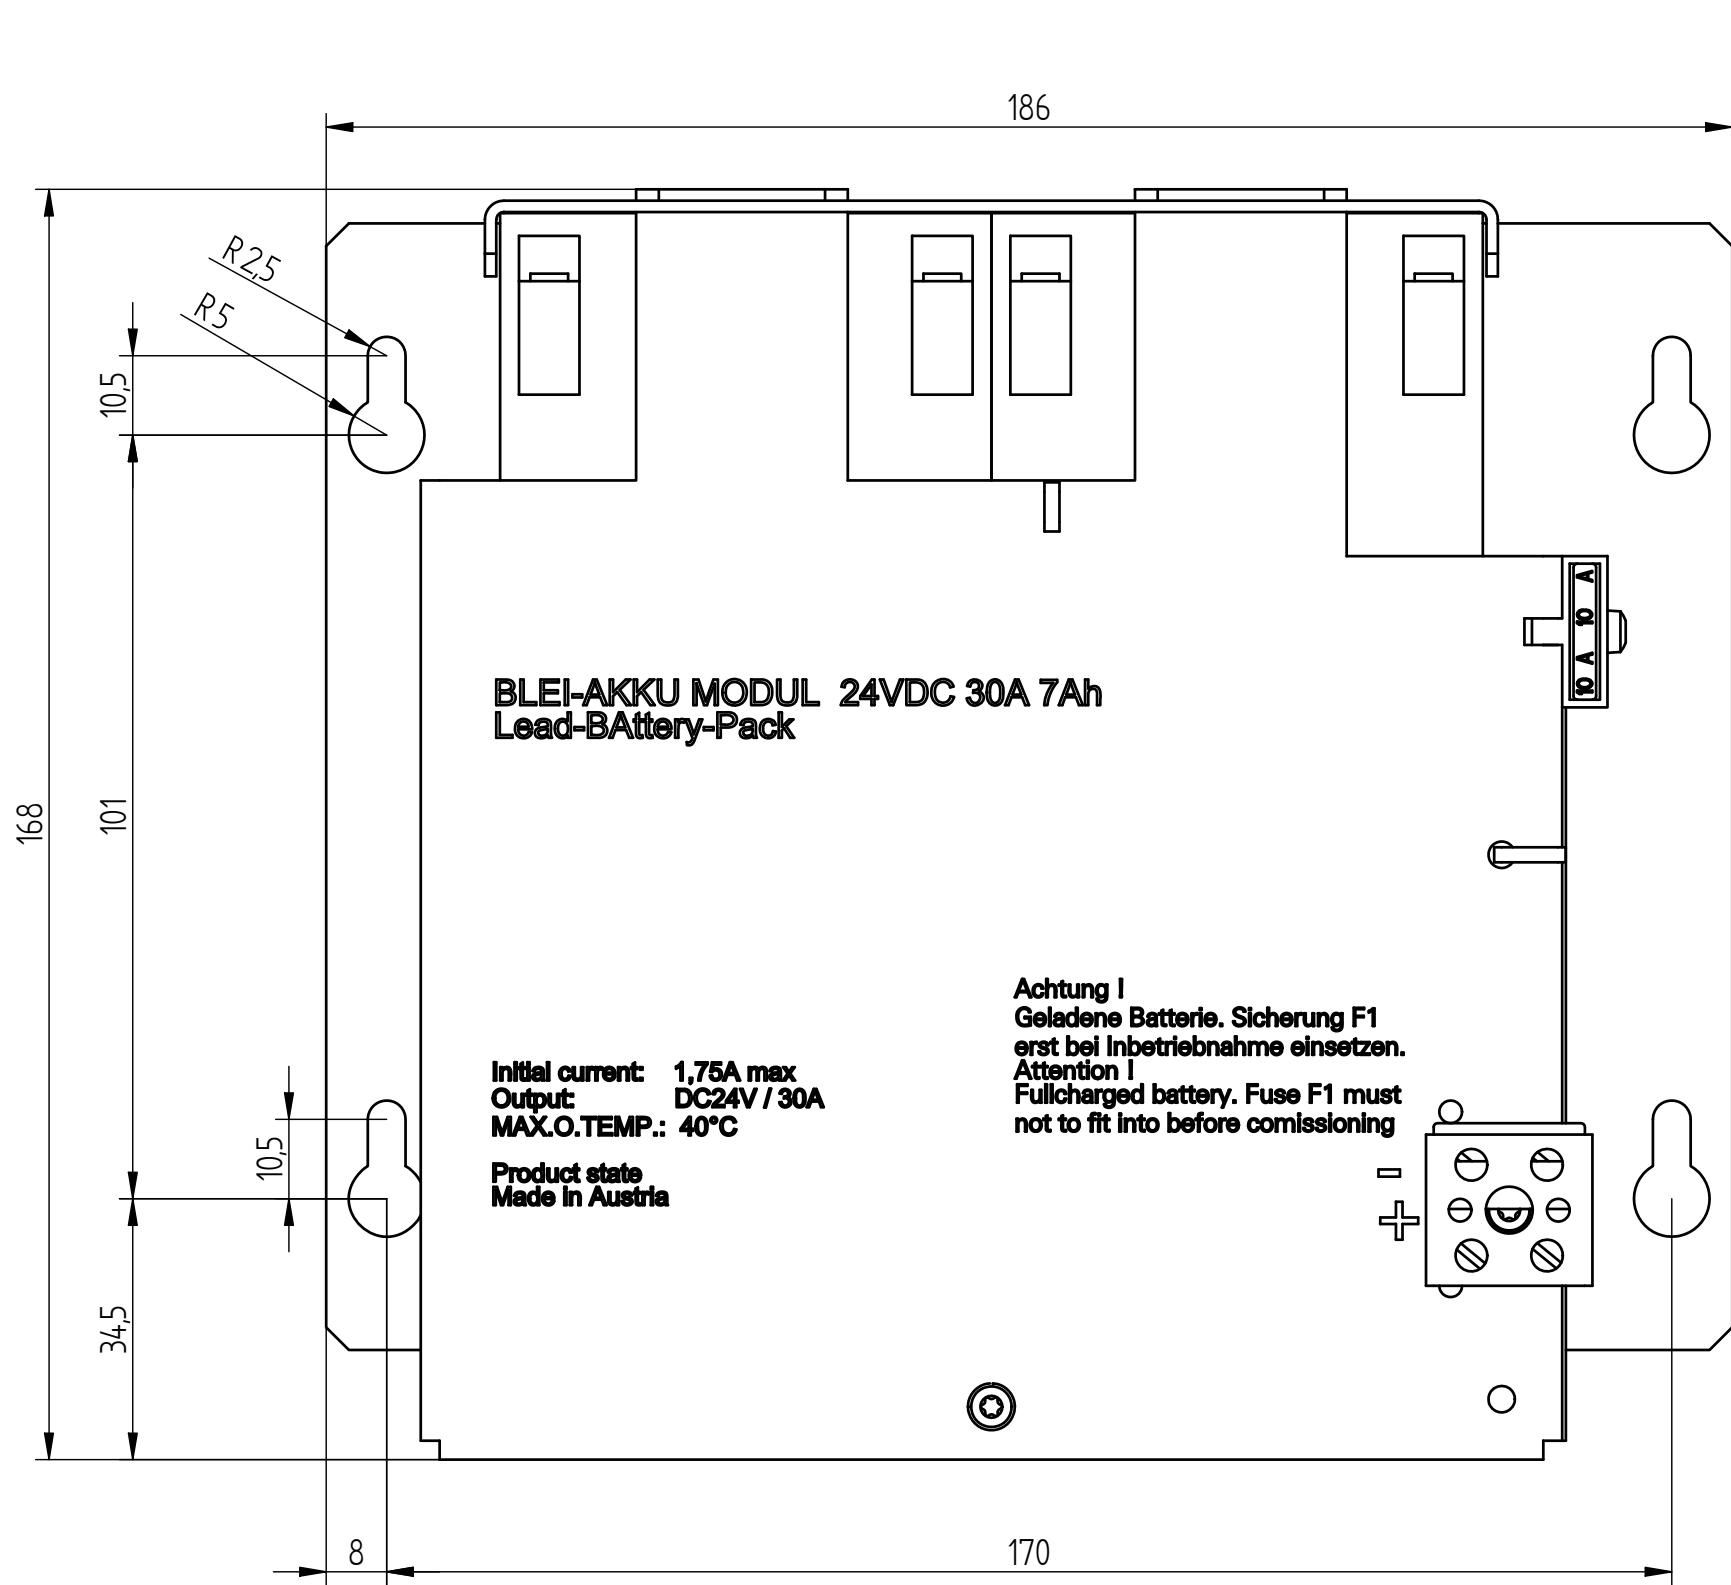 186
R2,5
R5
10,5
10 A 10 A
BLEI-AKKU MODUL 24VDC 30A 7Ah
Lead-BAttery-Pack
168
101
Achtung !
Geladene Batterie. Sicherung F1
erst bei Inbetriebnahme einsetzen.
Attention !
Fullcharged battery. Fuse F1 must
not to fit into before comissioning
Initial current: 1,75A max
Output: DC24V / 30A
MAX.O.TEMP.: 40°C
Product state
Made in Austria
10,5
-
+
34,5
8
170